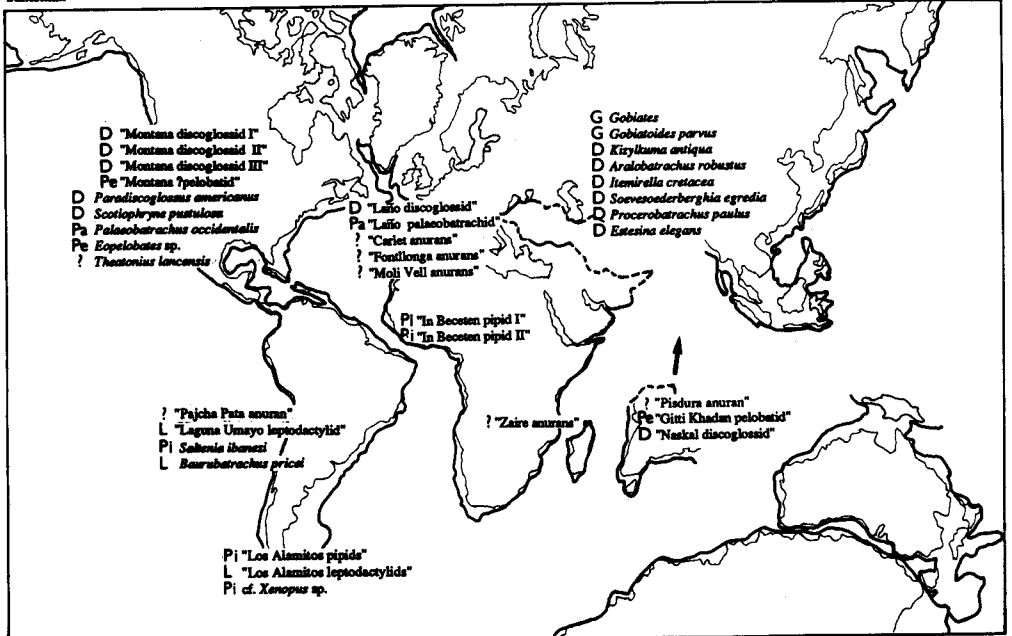 D "Montana discoglossid I"
D "Montana discoglossid II"
D "Montana discoglossid III"
Pe "Montana ?pelobatid"
D Paradiscoglossus americanus
D Scotiophryne pustulosa
Pa Palaeobatrachus occidentalis
Pe Eopelobates sp.
? Theatonius lancensis
D "Laño discoglossid"
Pa "Laño palaeobatrachid"
? "Carlet anurans"
? "Fontllonga anurans"
? "Moli Vell anurans"
G Gobiates
G Gobiatoides parvus
D Kizylkuma antiqua
D Aralobatrachus robustus
D Itemirella cretacea
D Soevesoederberghia egredia
D Procerobatrachus paulus
D Estesina elegans
Pi "In Beceten pipid I"
Pi "In Beceten pipid II"
? "Pajcha Pata anuran"
L "Laguna Umayo leptodactylid"
Pi Saltenia ibanezi
L Baurubatrachus pricei
? "Zaire anurans"
? "Pisdura anuran"
Pe "Gitti Khadan pelobatid"
D "Naskal discoglossid"
Pi "Los Alamitos pipids"
L "Los Alamitos leptodactylids"
Pi cf. Xenopus sp.